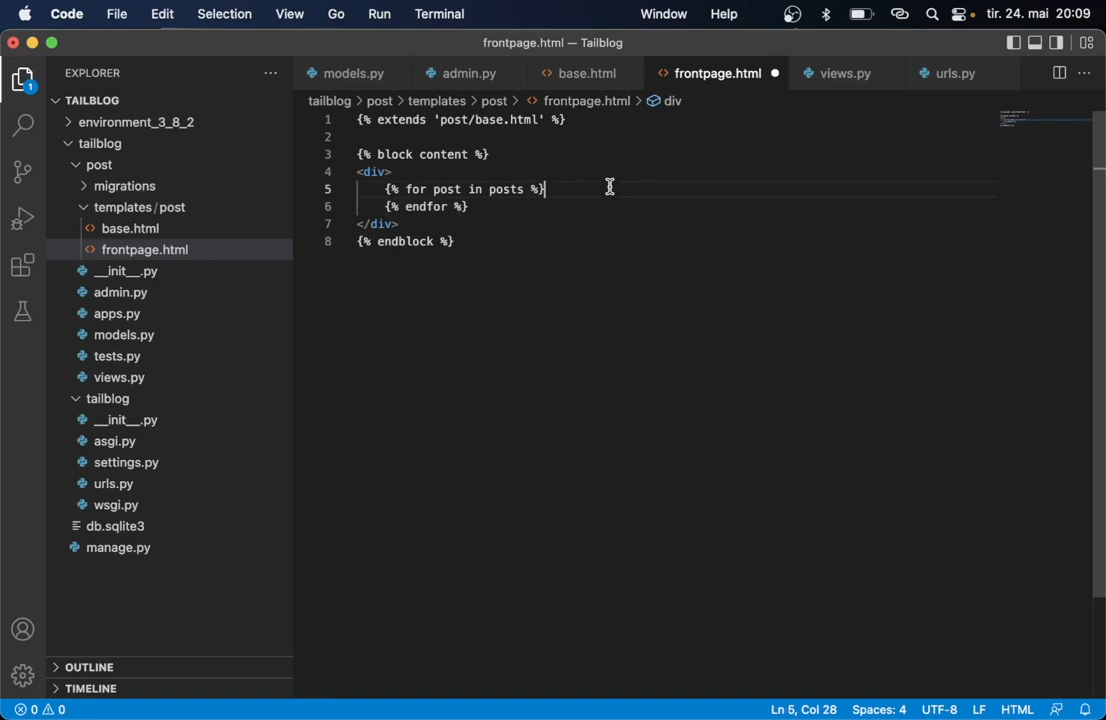 Code File Edit Selection View Go Run Terminal Window Help tir. 24. mai 20:09
frontpage.html — Tailblog
EXPLORER
models.py admin.py base.html frontpage.html views.py urls.py
TAILBLOG
tailblog > post > templates > post > frontpage.html > div
environment_3_8_2
tailblog
post
migrations
templates/post
base.html
frontpage.html
__init__.py
admin.py
apps.py
models.py
tests.py
views.py
tailblog
__init__.py
asgi.py
settings.py
urls.py
wsgi.py
db.sqlite3
manage.py
OUTLINE
TIMELINE
1
1 {% extends 'post/base.html' %}
2
3 {% block content %}
4 <div>
5 {% for post in posts %}
6 {% endfor %}
7 </div>
8 {% endblock %}
0 0 Ln 5, Col 28 Spaces: 4 UTF-8 LF HTML